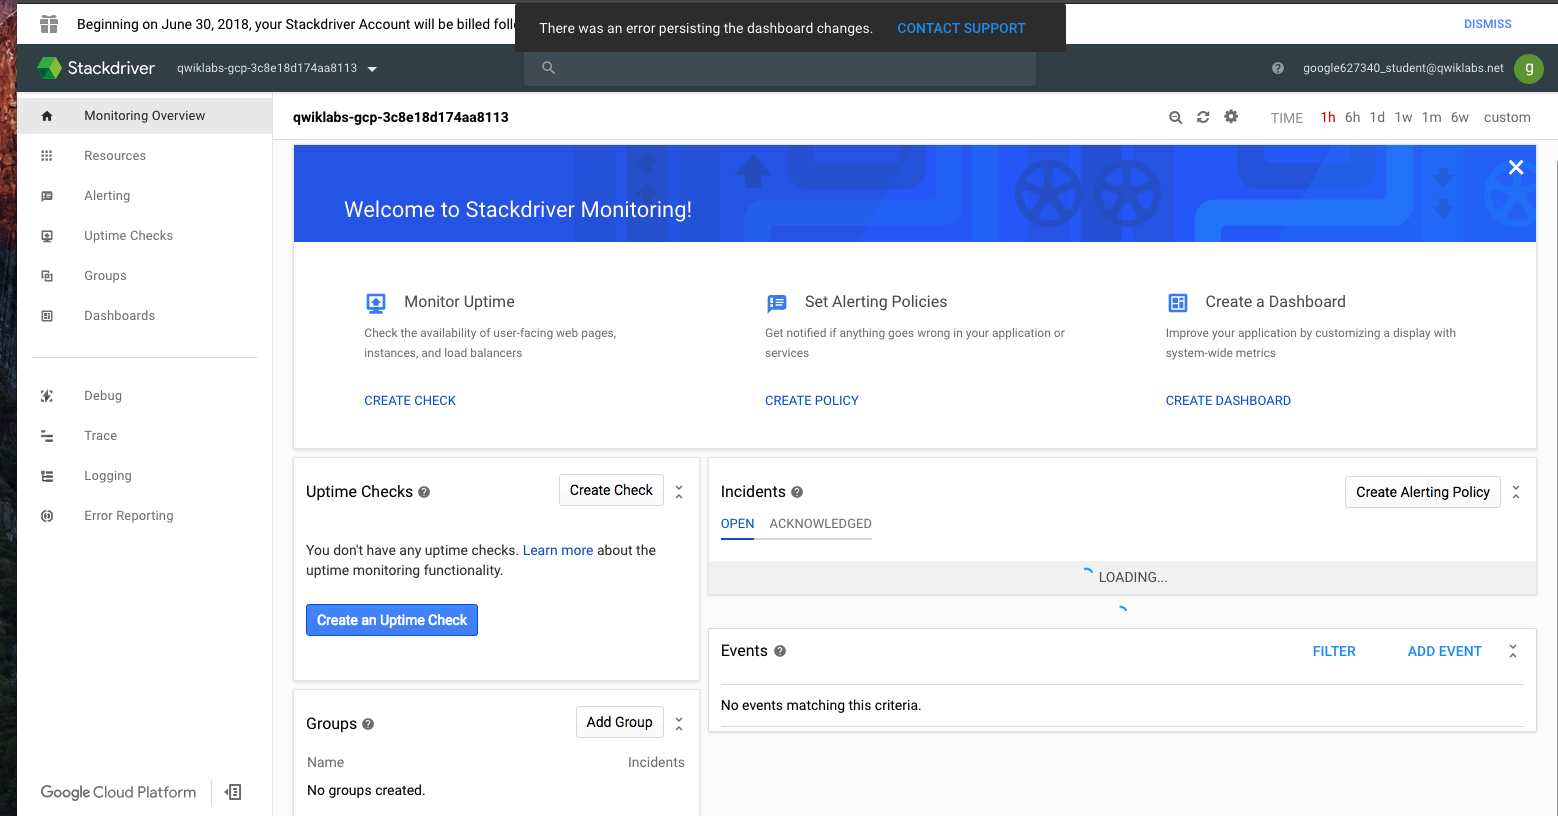 Beginning on June 30, 2018, your Stackdriver Account will be billed foll
There was an error persisting the dashboard changes. CONTACT SUPPORT
DISMISS
Stackdriver
qwiklabs-gcp-3c8e18d174aa8113
google627340_student@qwiklabs.net
g
Monitoring Overview
Resources
Alerting
Uptime Checks
Groups
Dashboards
Debug
Trace
Logging
Error Reporting
Google Cloud Platform
qwiklabs-gcp-3c8e18d174aa8113
TIME 1h 6h 1d 1w 1m 6w custom
Welcome to Stackdriver Monitoring!
Monitor Uptime
Check the availability of user-facing web pages,
instances, and load balancers
CREATE CHECK
Set Alerting Policies
Get notified if anything goes wrong in your application or
services
CREATE POLICY
Create a Dashboard
Improve your application by customizing a display with
system-wide metrics
CREATE DASHBOARD
Uptime Checks
Create Check
You don't have any uptime checks. Learn more about the
uptime monitoring functionality.
Create an Uptime Check
Groups
Add Group
Name Incidents
No groups created.
Incidents
Create Alerting Policy
OPEN ACKNOWLEDGED
LOADING...
Events
FILTER ADD EVENT
No events matching this criteria.